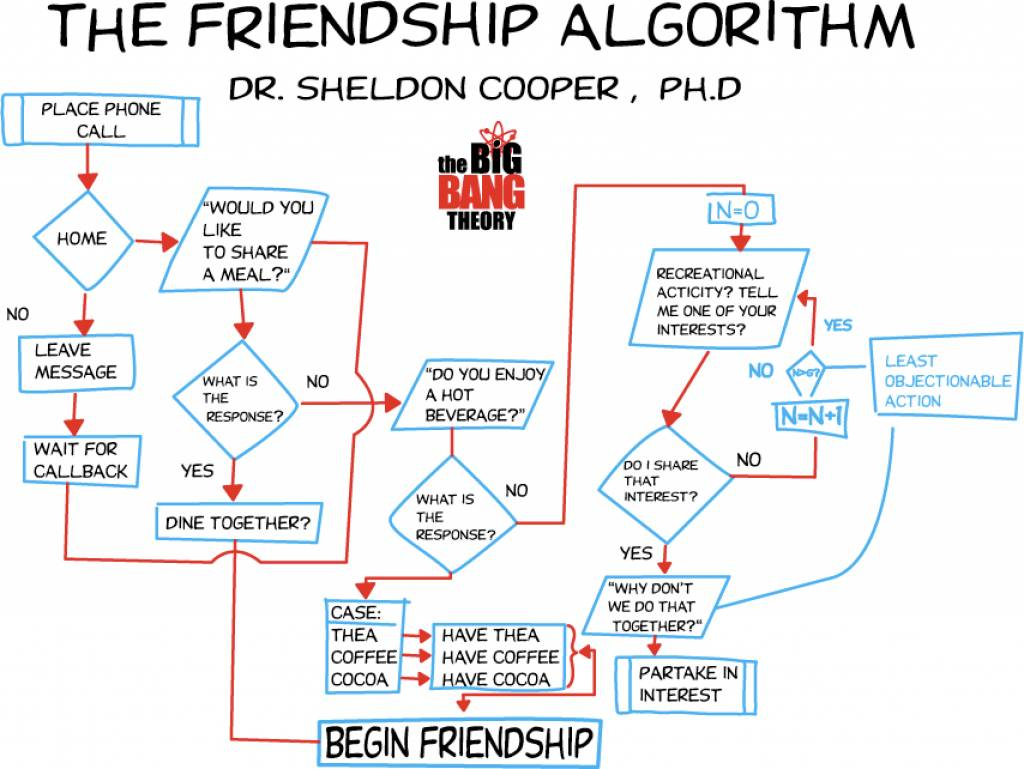 THE FRIENDSHIP ALGORITHM
DR. SHELDON COOPER , PH.D
the BIG
BANG
THEORY
PLACE PHONE
CALL
HOME
NO
LEAVE
MESSAGE
WAIT FOR
CALLBACK
"WOULD YOU
LIKE
TO SHARE
A MEAL?"
WHAT IS
THE
RESPONSE?
NO
YES
DINE TOGETHER?
"DO YOU ENJOY
A HOT
BEVERAGE?"
WHAT IS
THE
RESPONSE?
NO
CASE:
THEA
COFFEE
COCOA
HAVE THEA
HAVE COFFEE
HAVE COCOA
BEGIN FRIENDSHIP
N=0
RECREATIONAL
ACTICITY? TELL
ME ONE OF YOUR
INTERESTS?
YES
NO
N>6?
N=N+1
LEAST
OBJECTIONABLE
ACTION
DO I SHARE
THAT
INTEREST?
NO
YES
"WHY DON'T
WE DO THAT
TOGETHER?"
PARTAKE IN
INTEREST